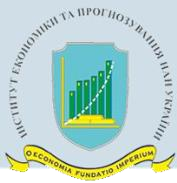 ІНСТИТУТ ЕКОНОМІКИ ТА ПРОГНОЗУВАННЯ НАН УКРАЇНИ
OECONOMIA FUNDATIO IMPERIUM